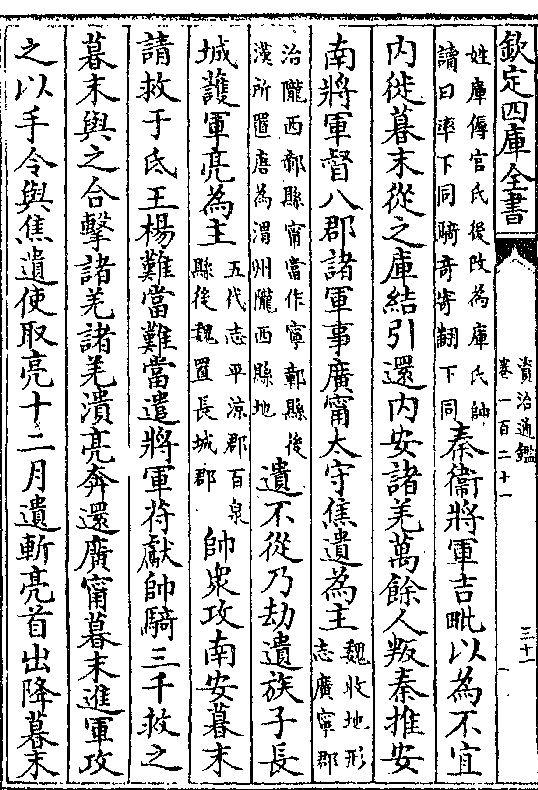 欽定四庫全書
資治通鑑
卷一百二十一
三十一
姓庫傉官氏後改為庫氏帥
讀曰率下同騎奇寄翻下同
秦衞將軍吉毗以為不宜
内徙暮末從之庫結引還内安諸羌萬餘人叛秦推安
南將軍督八郡諸軍事廣甯太守焦遺為主
魏收地形
志廣寧郡
治隴西鄣縣甯當作寧鄣縣後
漢所置唐為渭州隴西縣地
遺不從乃劫遺族子長
城護軍亮為主
五代志平涼郡百泉
縣後魏置長城郡
帥衆攻南安暮末
請救于氐王楊難當難當遣將軍苻獻帥騎三千救之
暮末與之合擊諸羌諸羌潰亮奔還廣甯暮末進軍攻
之以手令與焦遺使取亮十二月遺斬亮首出降暮末